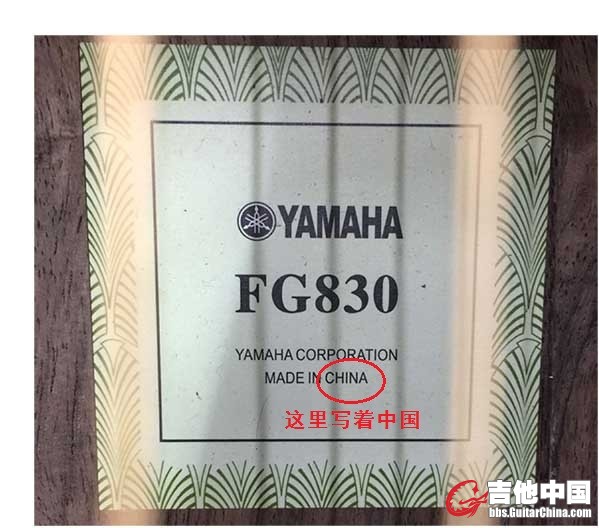 YAMAHA
FG830
YAMAHA CORPORATION
MADE IN CHINA
这里写着中国
吉他中国
bbs.GuitarChina.com